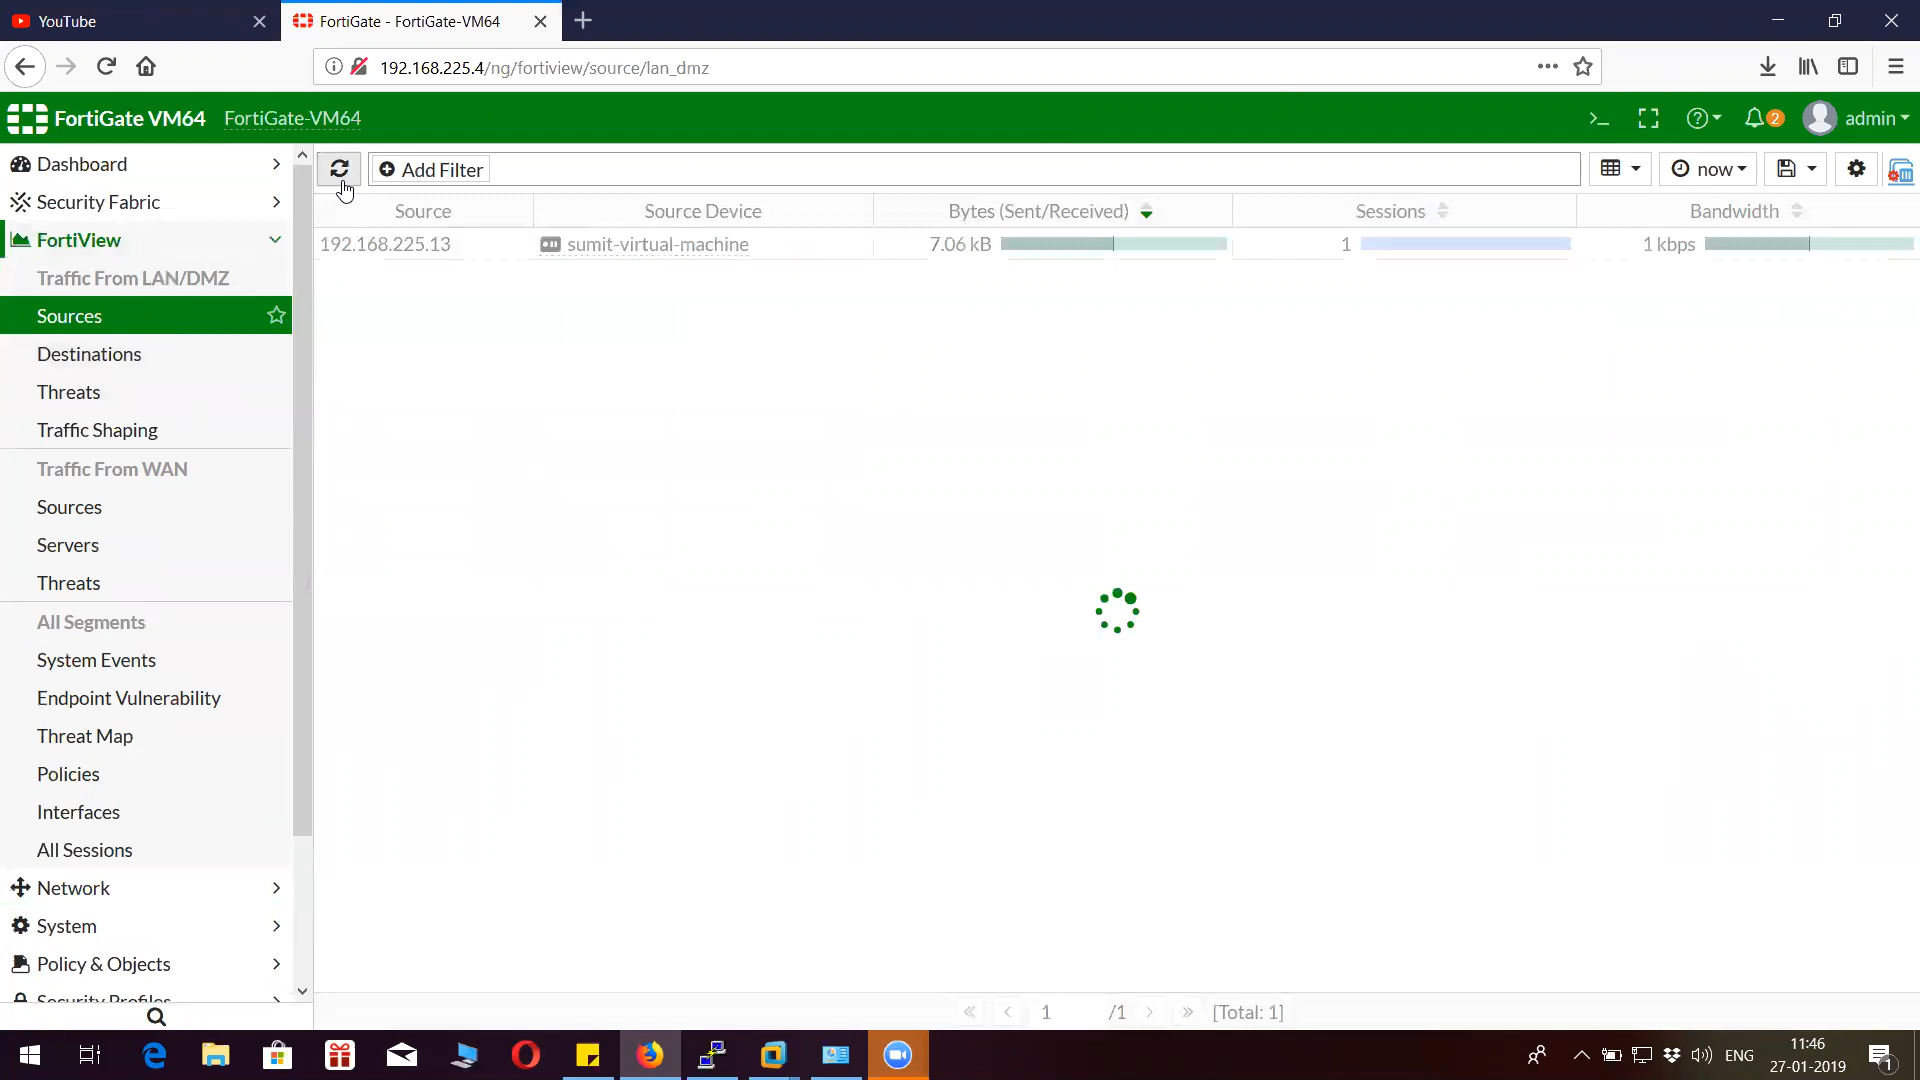 YouTube
FortiGate - FortiGate-VM64
192.168.225.4/ng/fortiview/source/lan_dmz
FortiGate VM64 FortiGate-VM64
2 admin
Dashboard
Security Fabric
FortiView
Traffic From LAN/DMZ
Sources
Destinations
Threats
Traffic Shaping
Traffic From WAN
Sources
Servers
Threats
All Segments
System Events
Endpoint Vulnerability
Threat Map
Policies
Interfaces
All Sessions
Network
System
Policy & Objects
Security Profiles
Add Filter
now
Source Source Device Bytes (Sent/Received) Sessions Bandwidth
192.168.225.13 sumit-virtual-machine 7.06 kB 1 1 kbps
1 /1 [Total: 1]
ENG
11:46
27-01-2019
1